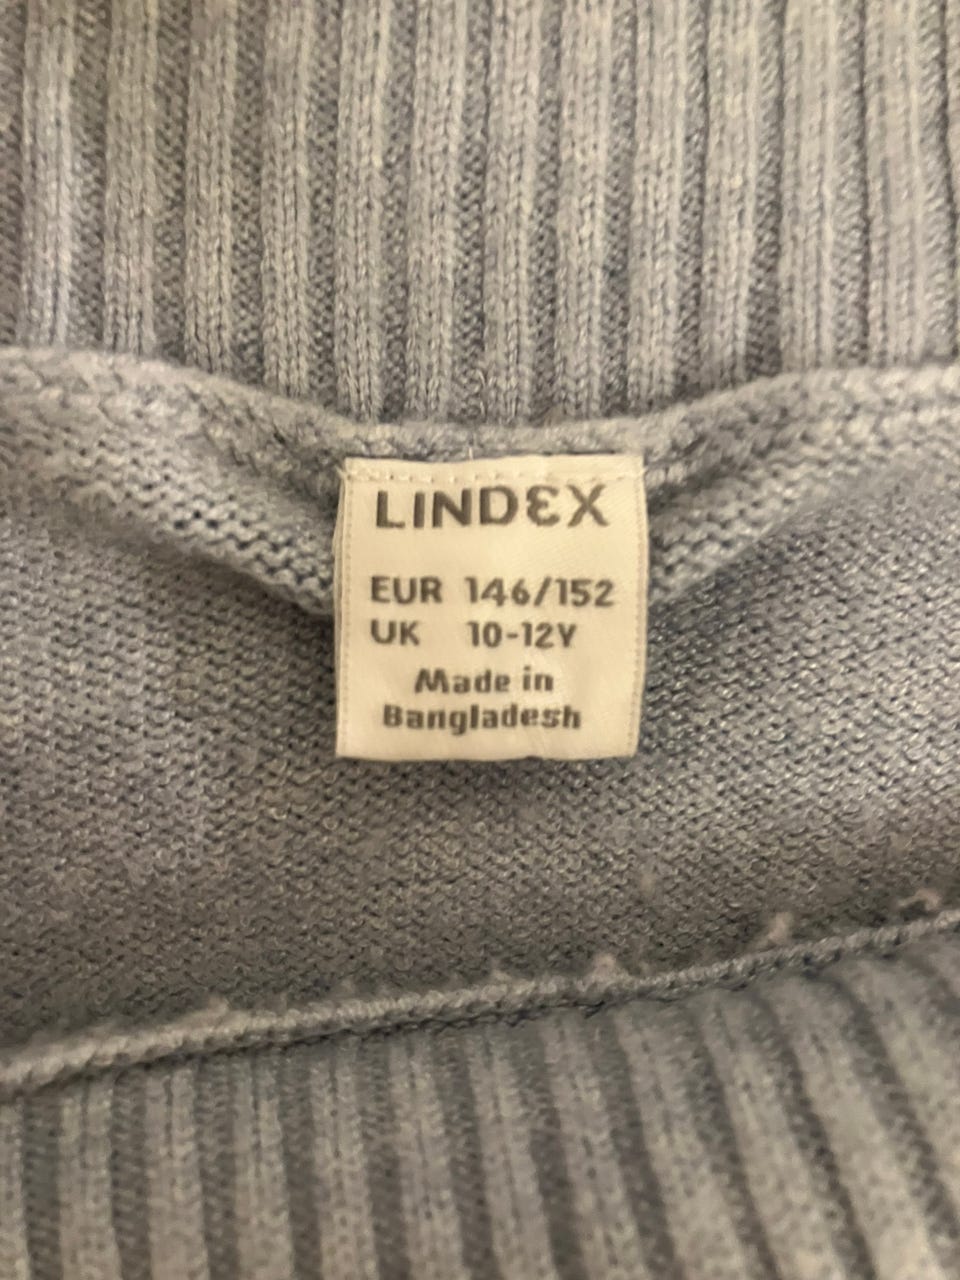 LINDEX
EUR 146/152
UK 10-12Y
Made in
Bangladesh